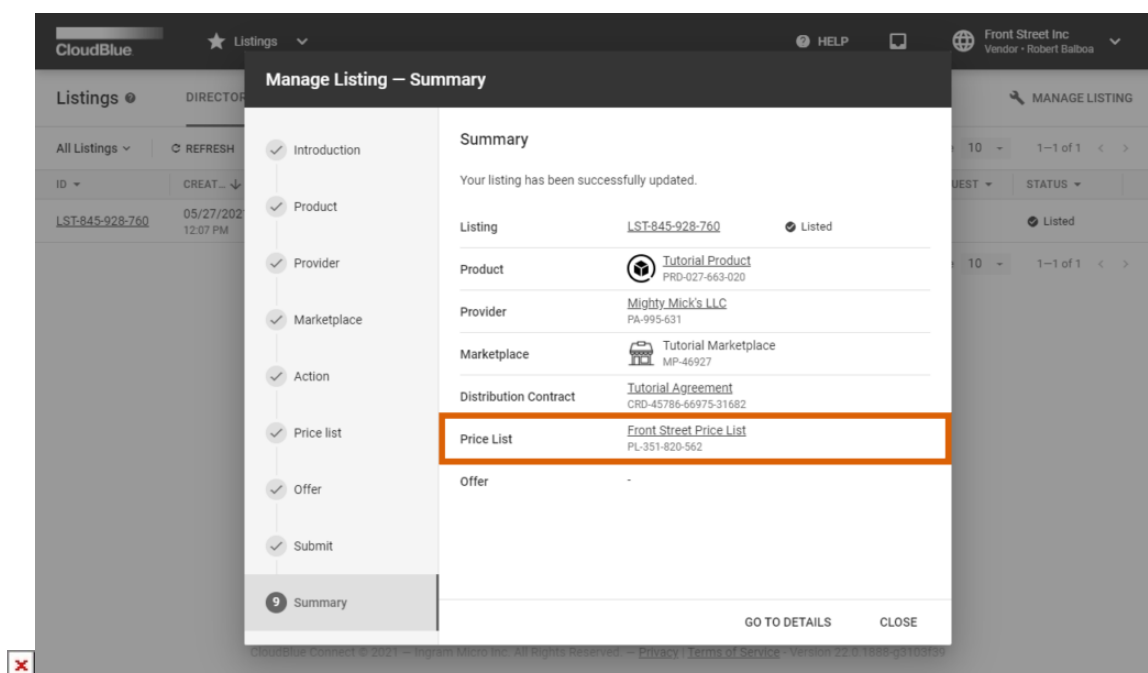 CloudBlue
Listings
HELP
Front Street Inc
Vendor • Robert Balboa
Manage Listing — Summary
Listings
DIRECTOR
MANAGE LISTING
All Listings
REFRESH
10
1–1 of 1
ID
CREAT...
UEST
STATUS
LST-845-928-760
05/27/202
12:07 PM
Listed
10
1–1 of 1
Introduction
Product
Provider
Marketplace
Action
Price list
Offer
Submit
9 Summary
Summary
Your listing has been successfully updated.
Listing LST-845-928-760 Listed
Product Tutorial Product
PRD-027-663-020
Provider Mighty Mick's LLC
PA-995-631
Marketplace Tutorial Marketplace
MP-46927
Distribution Contract Tutorial Agreement
CRD-45786-66975-31682
Price List Front Street Price List
PL-351-820-562
Offer -
GO TO DETAILS CLOSE
CloudBlue Connect © 2021 — Ingram Micro Inc. All Rights Reserved. — Privacy | Terms of Service - Version 22.0.1888-g3103f39